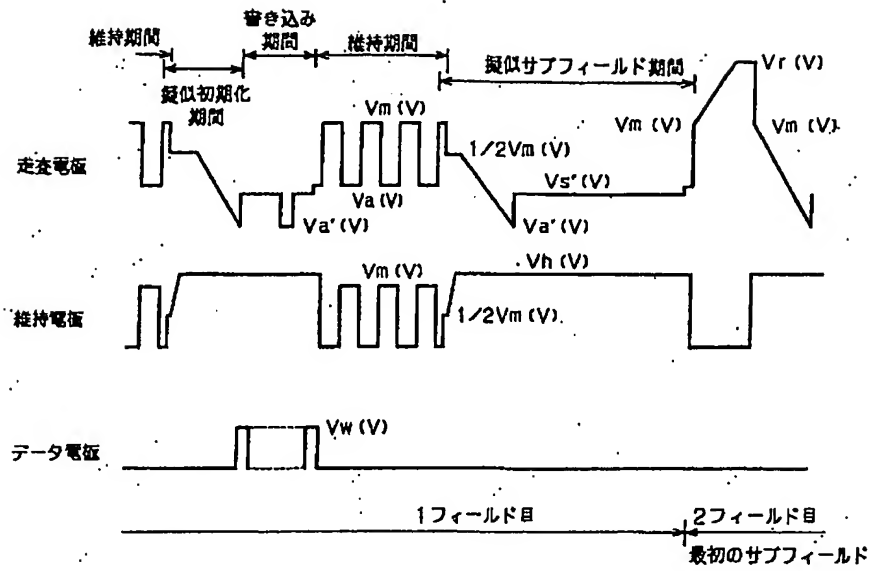 書き込み
期間
維持期間
維持期間
擬似初期化
期間
擬似サブフィールド期間
Vr(V)
Vm(V)
Vm(V)
Vm(V)
1/2Vm(V)
走査電極
Va(V)
Va'(V)
Vs'(V)
Va'(V)
Vm(V)
Vh(V)
1/2Vm(V)
維持電極
Vw(V)
データ電極
1フィールド目
2フィールド目
最初のサブフィールド